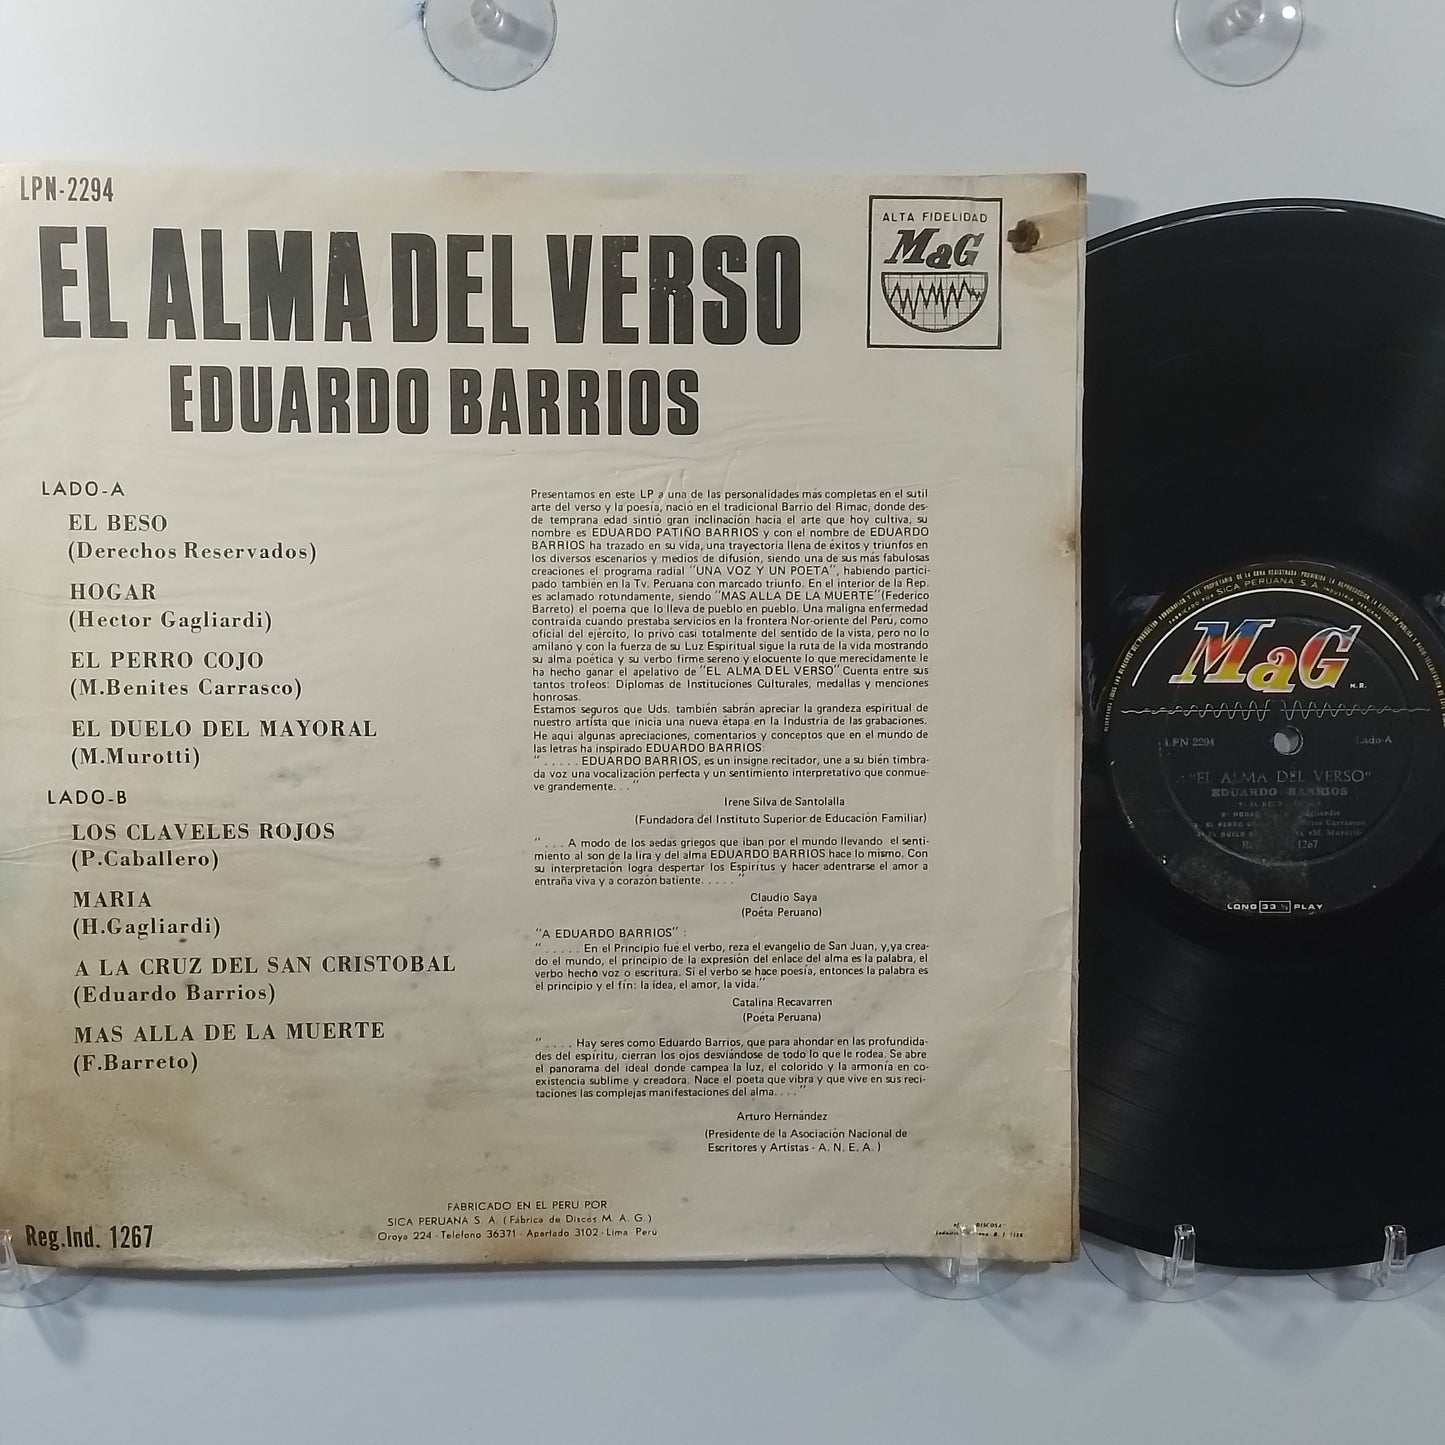 LPN-2294
EL ALMA DEL VERSO
EDUARDO BARRIOS
ALTA FIDELIDAD
MaG
LADO-A
EL BESO
(Derechos Reservados)
HOGAR
(Hector Gagliardi)
EL PERRO COJO
(M.Benites Carrasco)
EL DUELO DEL MAYORAL
(M.Murotti)
LADO-B
LOS CLAVELES ROJOS
(P.Caballero)
MARIA
(H.Gagliardi)
A LA CRUZ DEL SAN CRISTOBAL
(Eduardo Barrios)
MAS ALLA DE LA MUERTE
(F.Barreto)
Presentamos en este LP a una de las personalidades más completas en el sutil
arte del verso y la poesía, nació en el tradicional Barrio del Rimac, donde des-
de temprana edad sintió gran inclinación hacia el arte que hoy cultiva, su
nombre es EDUARDO PATIÑO BARRIOS y con el nombre de EDUARDO
BARRIOS ha trazado en su vida, una trayectoria llena de éxitos y triunfos en
los diversos escenarios y medios de difusión, siendo una de sus más fabulosas
creaciones el programa radial "UNA VOZ Y UN POETA", habiendo partici-
pado también en la Tv. Peruana con marcado triunfo. En el interior de la Rep.
es aclamado rotundamente, siendo "MAS ALLA DE LA MUERTE"(Federico
Barreto) el poema que lo lleva de pueblo en pueblo. Una maligna enfermedad
contraída cuando prestaba servicios en la frontera Nor-oriente del Perú, como
oficial del ejército, lo privó casi totalmente del sentido de la vista, pero no lo
amilanó y con la fuerza de su Luz Espiritual sigue la ruta de la vida mostrando
su alma poética y su verbo firme sereno y elocuente lo que merecidamente le
ha hecho ganar el apelativo de "EL ALMA DEL VERSO" Cuenta entre sus
tantos trofeos: Diplomas de Instituciones Culturales, medallas y menciones
honrosas.
Estamos seguros que Uds. también sabrán apreciar la grandeza espiritual de
nuestro artista que inicia una nueva etapa en la Industria de las grabaciones.
He aqui algunas apreciaciones, comentarios y conceptos que en el mundo de
las letras ha inspirado EDUARDO BARRIOS:
" . . . . . EDUARDO BARRIOS, es un insigne recitador, une a su bién timbra-
da voz una vocalización perfecta y un sentimiento interpretativo que conmue-
ve grandemente. . . "
Irene Silva de Santolalla
(Fundadora del Instituto Superior de Educación Familiar)
" . . . A modo de los aedas griegos que iban por el mundo llevando el senti-
miento al son de la lira y del alma EDUARDO BARRIOS hace lo mismo. Con
su interpretación logra despertar los Espiritus y hacer adentrarse el amor a
entraña viva y a corazón batiente. . . . . "
Claudio Saya
(Poéta Peruano)
"A EDUARDO BARRIOS" :
" . . . . . En el Principio fué el verbo, reza el evangelio de San Juan, y,ya crea-
do el mundo, el principio de la expresión del enlace del alma es la palabra, el
verbo hecho voz o escritura. Si el verbo se hace poesía, entonces la palabra es
el principio y el fín: la idea, el amor, la vida."
Catalina Recavarren
(Poéta Peruana)
" . . . . Hay seres como Eduardo Barrios, que para ahondar en las profundida-
des del espíritu, cierran los ojos desviándose de todo lo que le rodea. Se abre
el panorama del ideal donde campea la luz, el colorido y la armonía en co-
existencia sublime y creadora. Nace el poeta que vibra y que vive en sus reci-
taciones las complejas manifestaciones del alma. . . . "
Arturo Hernández
(Presidente de la Asociación Nacional de
Escritores y Artistas - A. N. E. A. )
FABRICADO EN EL PERU POR
SICA PERUANA S. A. ( Fábrica de Discos M. A. G. )
Oroya 224 - Teléfono 36371 - Apartado 3102 - Lima - Perú
Reg.Ind. 1267
DISCOSA"
FABRICADO POR SICA PERUANA S. A. INDUSTRIA PERUANA
MaG
M.R.
LPN 2294
Lado-A
"EL ALMA DEL VERSO"
EDUARDO BARRIOS
1267
LONG 33 ⅓ PLAY